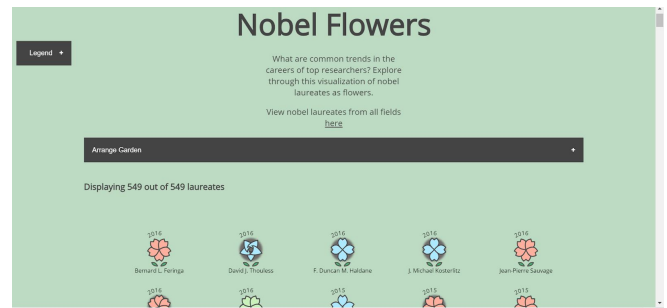 Nobel Flowers
Legend +
What are common trends in the
careers of top researchers? Explore
through this visualization of nobel
laureates as flowers.
View nobel laureates from all fields
here
Arrange Garden +
Displaying 549 out of 549 laureates
2016 2016 2016 2016 2016
Bernard L. Feringa David J. Thouless F. Duncan M. Haldane J. Michael Kosterlitz Jean-Pierre Sauvage
2016 2016 2015 2015 2015